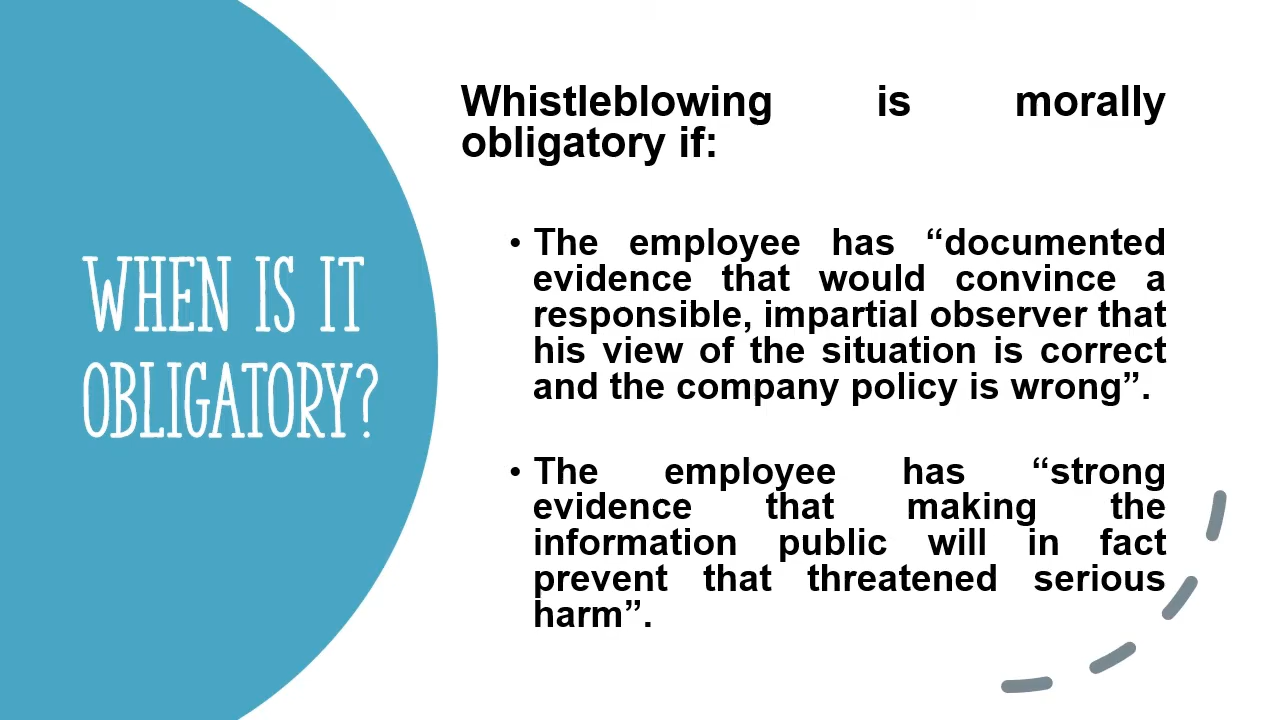 WHEN IS IT
OBLIGATORY?
Whistleblowing is morally
obligatory if:
• The employee has “documented
evidence that would convince a
responsible, impartial observer that
his view of the situation is correct
and the company policy is wrong”.
• The employee has “strong
evidence that making the
information public will in fact
prevent that threatened serious
harm”.